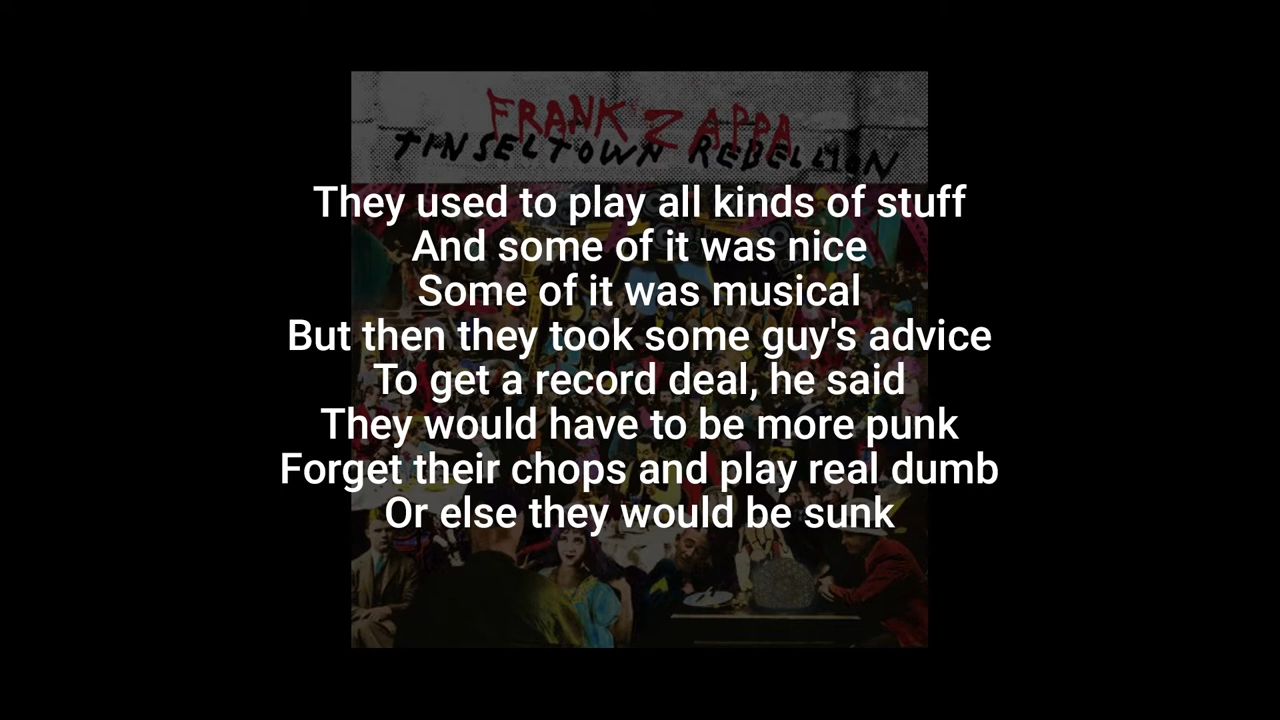 FRANK ZAPPA
TINSELTOWN REBELLION
They used to play all kinds of stuff
And some of it was nice
Some of it was musical
But then they took some guy's advice
To get a record deal, he said
They would have to be more punk
Forget their chops and play real dumb
Or else they would be sunk